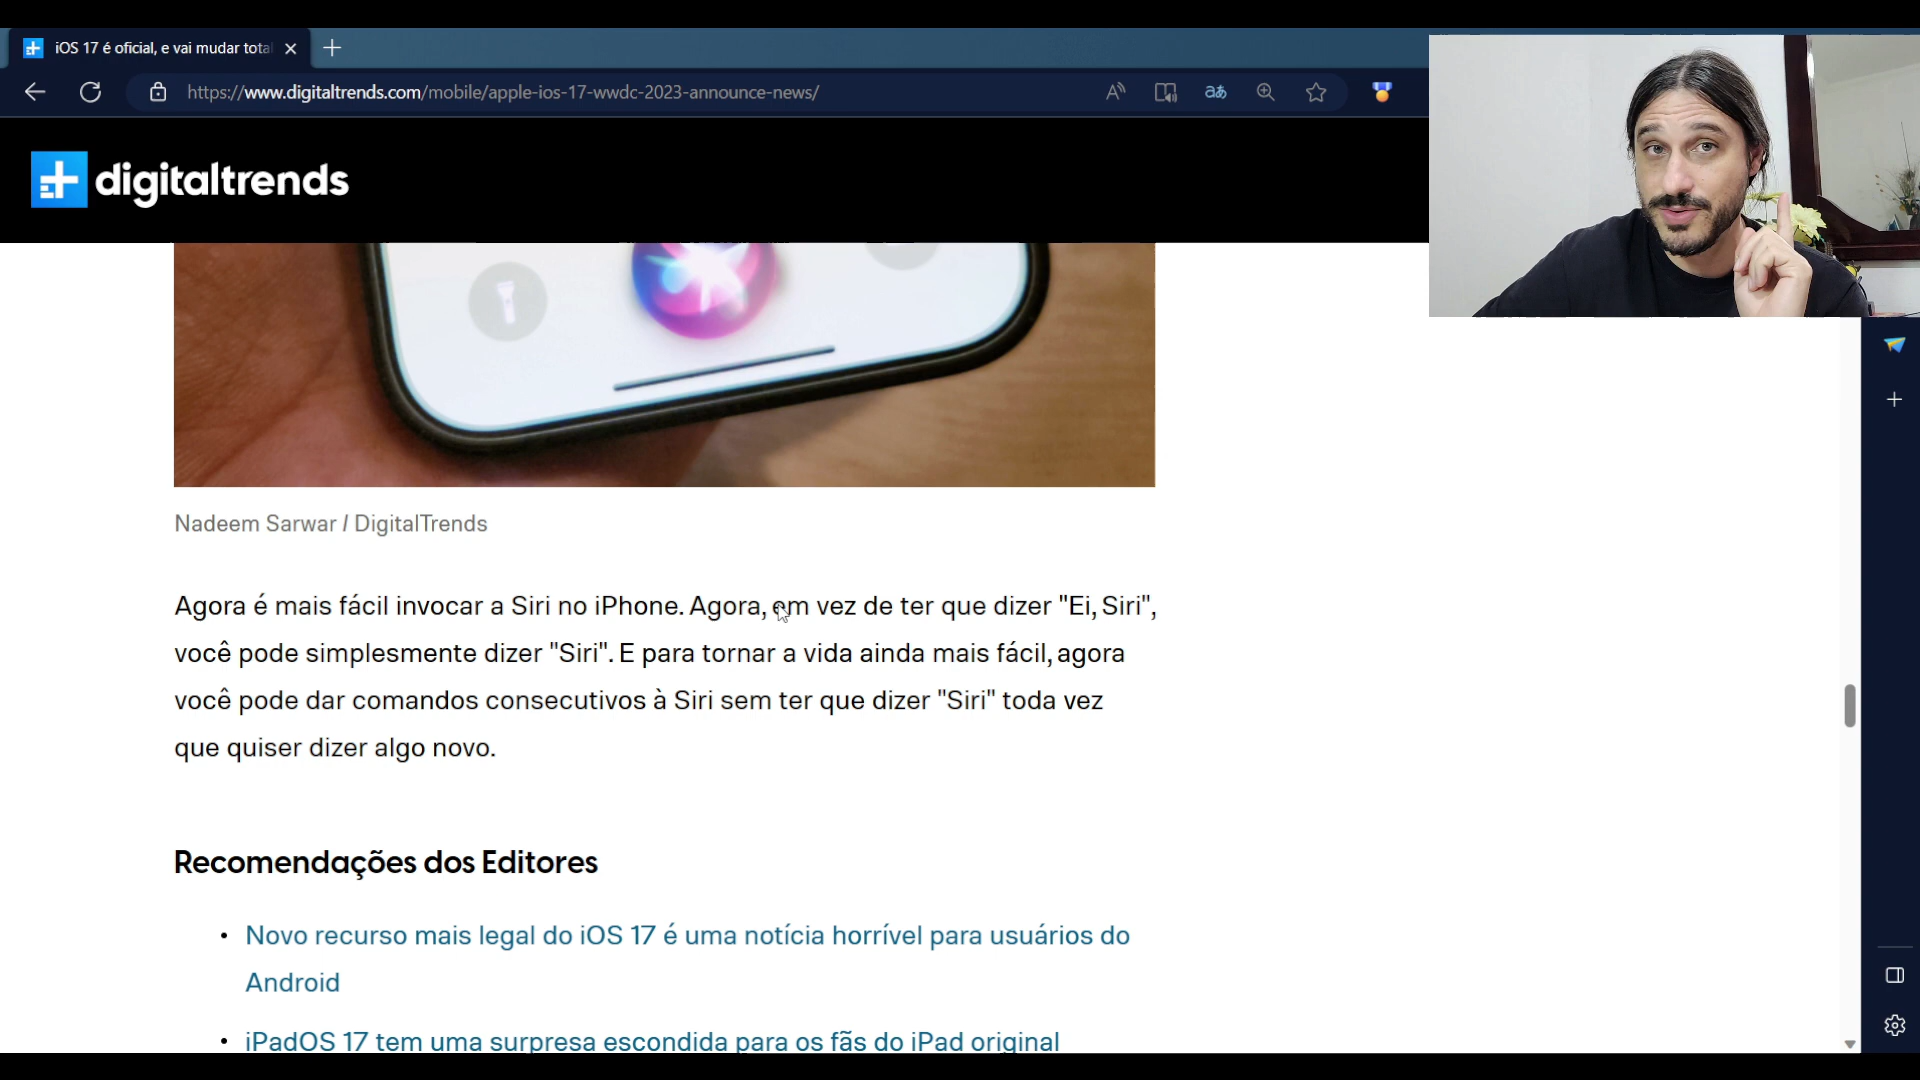 iOS 17 é oficial, e vai mudar total
https://www.digitaltrends.com/mobile/apple-ios-17-wwdc-2023-announce-news/
digitaltrends
Nadeem Sarwar / DigitalTrends
Agora é mais fácil invocar a Siri no iPhone. Agora, em vez de ter que dizer "Ei, Siri",
você pode simplesmente dizer "Siri". E para tornar a vida ainda mais fácil, agora
você pode dar comandos consecutivos à Siri sem ter que dizer "Siri" toda vez
que quiser dizer algo novo.
Recomendações dos Editores
• Novo recurso mais legal do iOS 17 é uma notícia horrível para usuários do
Android
• iPadOS 17 tem uma surpresa escondida para os fãs do iPad original